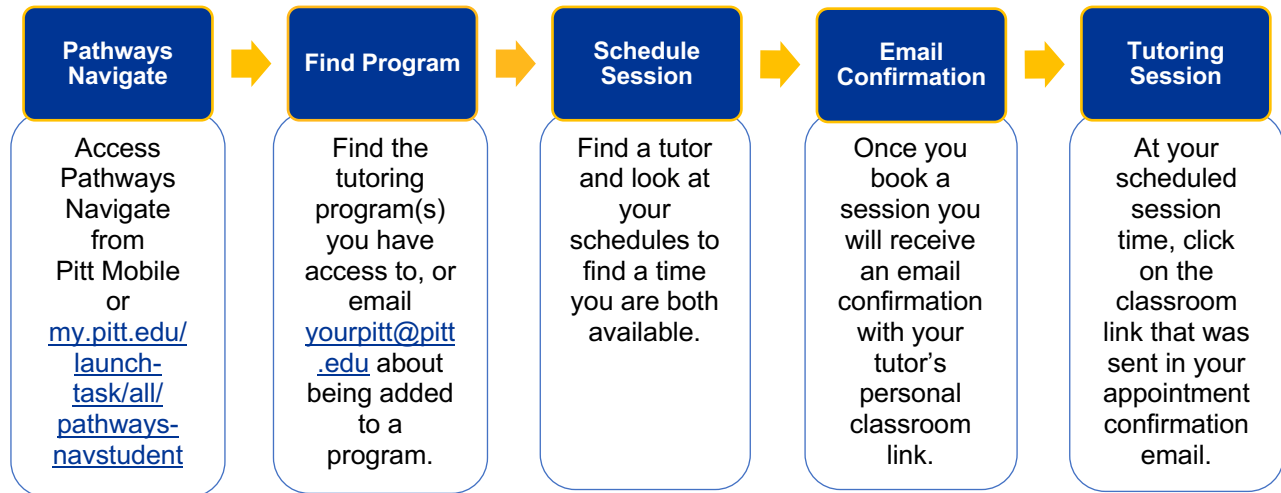 Pathways
Navigate
Find Program
Schedule
Session
Email
Confirmation
Tutoring
Session
Access
Pathways
Navigate
from
Pitt Mobile
or
my.pitt.edu/
launch-
task/all/
pathways-
navstudent
Find the
tutoring
program(s)
you have
access to, or
email
yourpitt@pitt
.edu about
being added
to a
program.
Find a tutor
and look at
your
schedules to
find a time
you are both
available.
Once you
book a
session you
will receive
an email
confirmation
with your
tutor’s
personal
classroom
link.
At your
scheduled
session
time, click
on the
classroom
link that was
sent in your
appointment
confirmation
email.